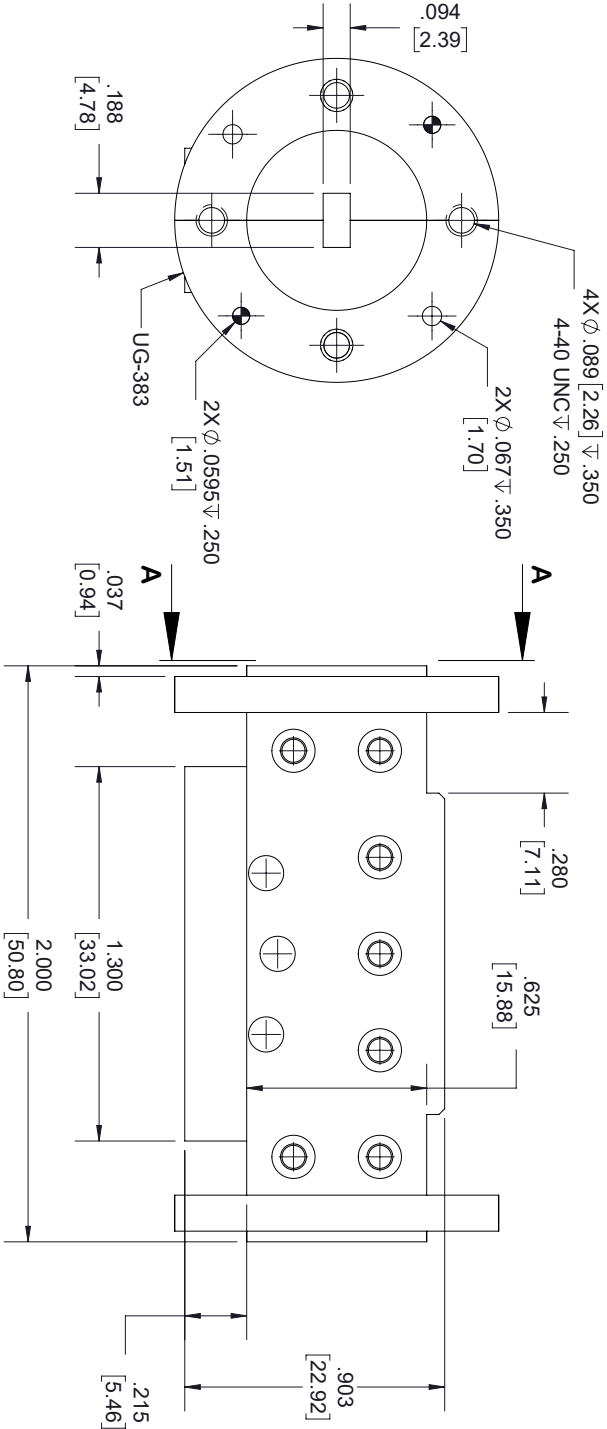 .094
[2.39]
.188
[4.78]
4X ∅ .089 [2.26] ↧ .350
4-40 UNC ↧ .250
2X ∅ .067 ↧ .350
[1.70]
UG-383
2X ∅ .0595 ↧ .250
[1.51]
A
A
.037
[0.94]
.280
[7.11]
.625
[15.88]
1.300
[33.02]
2.000
[50.80]
.903
[22.92]
.215
[5.46]